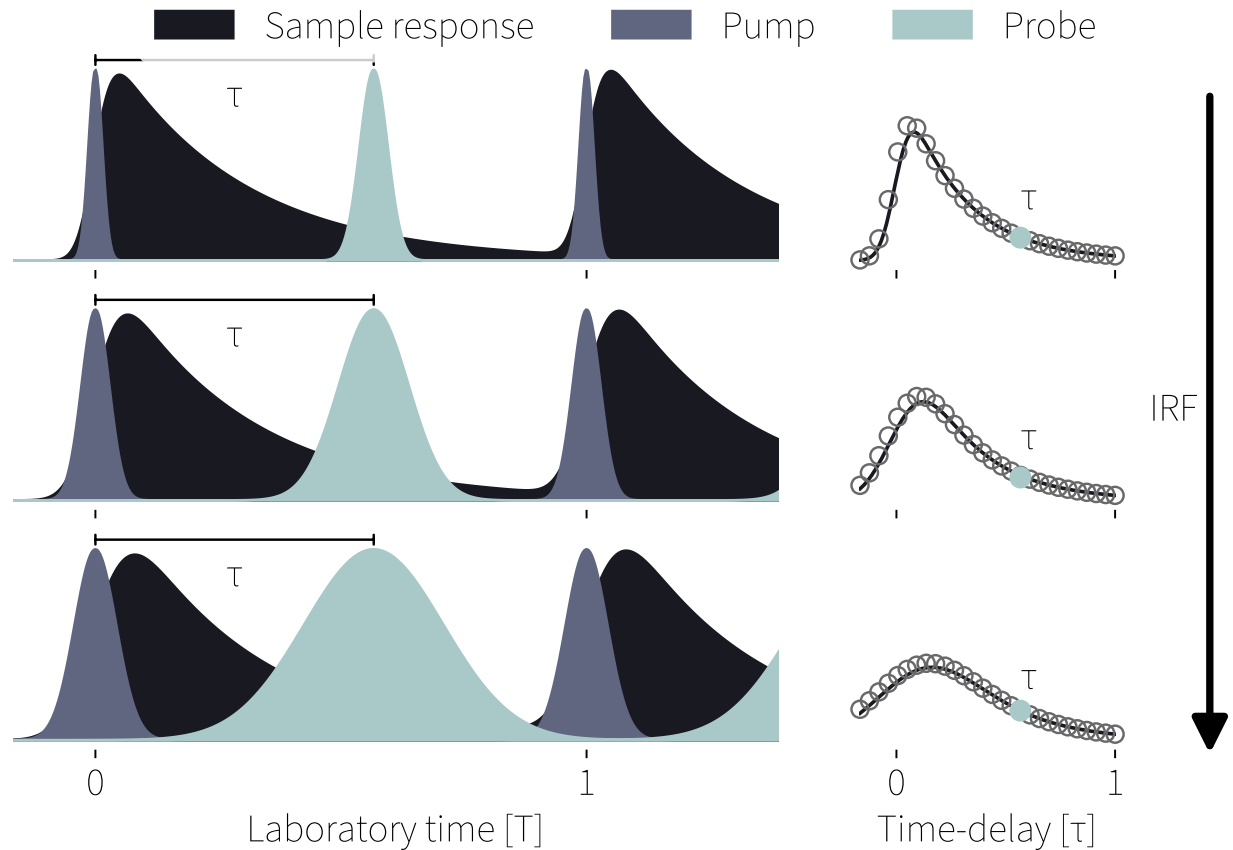 Sample response
Pump
Probe
τ
τ
τ
τ
IRF
τ
τ
0
1
0
1
Laboratory time [T]
Time-delay [τ]